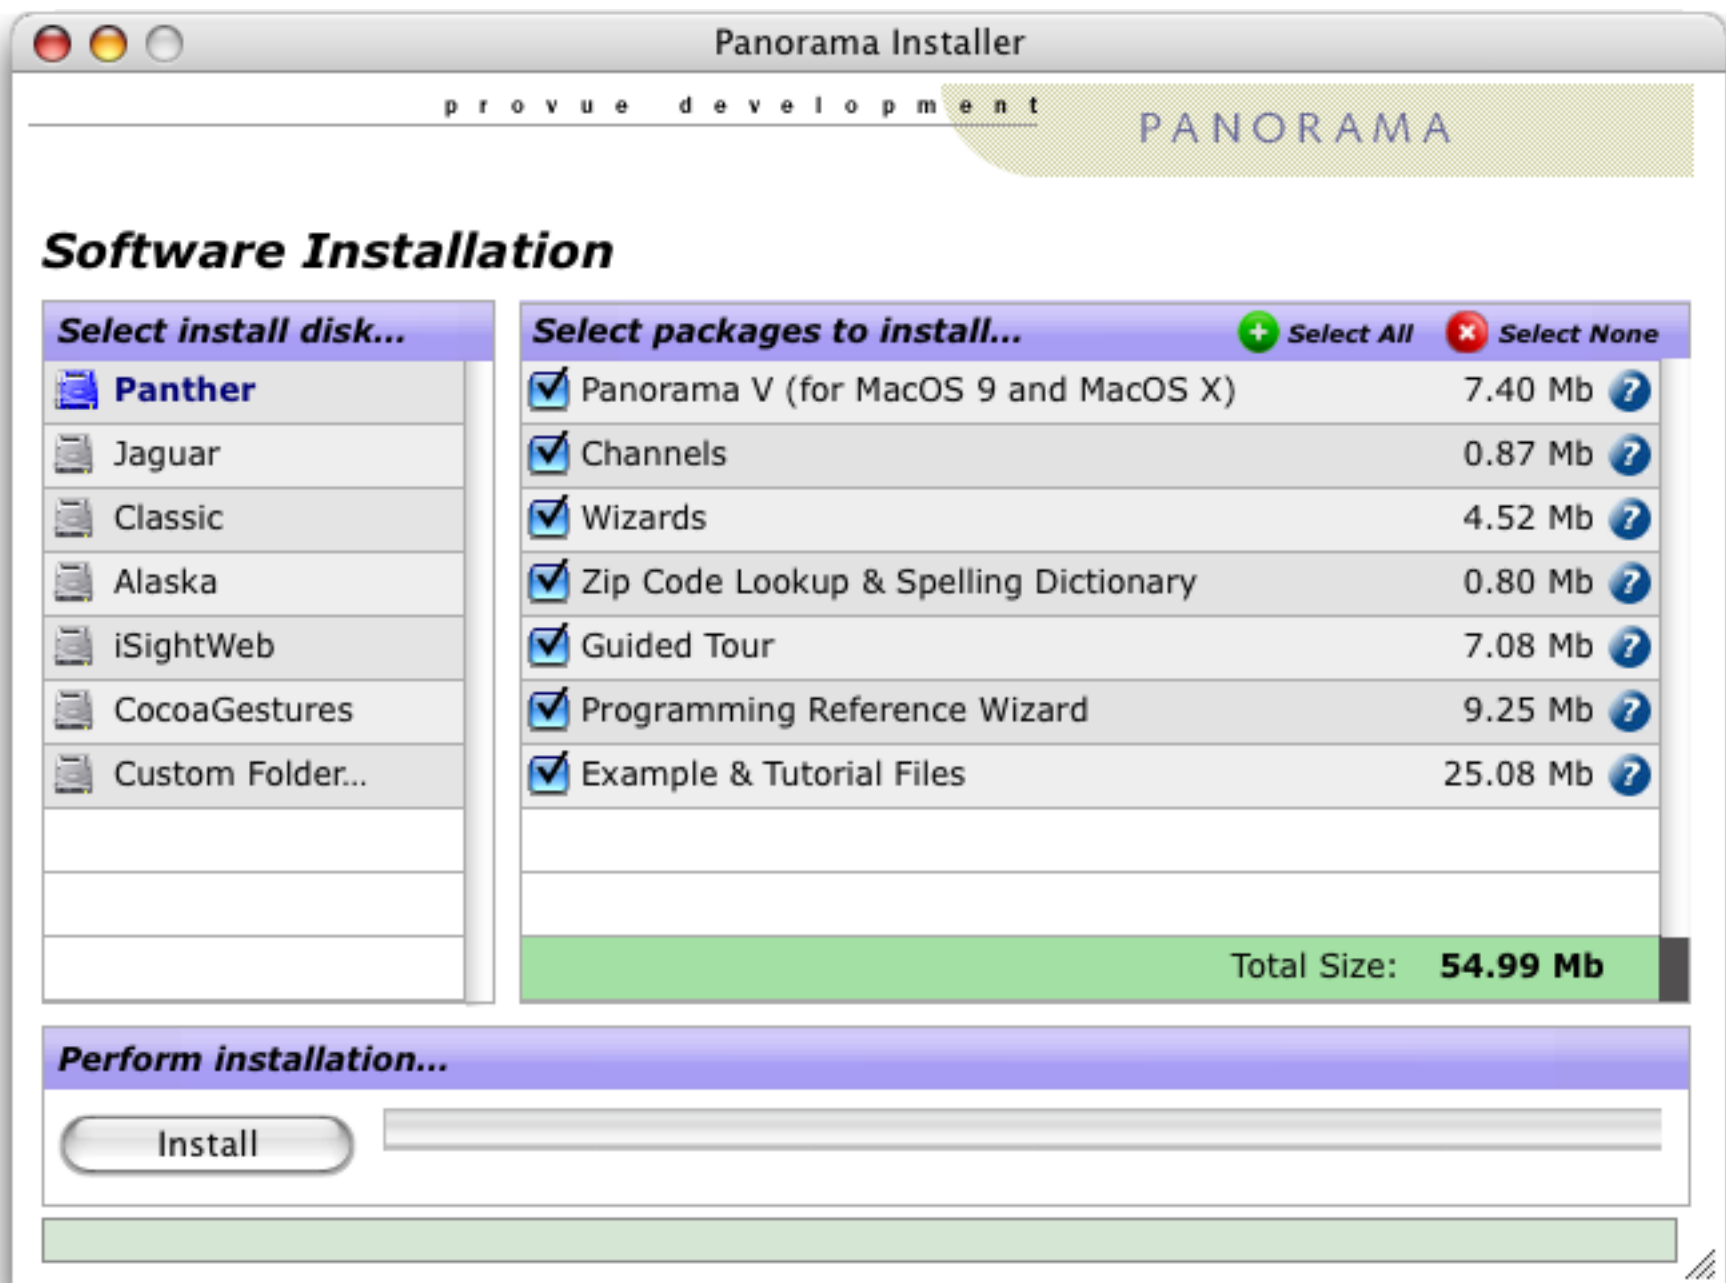 Panorama Installer
provue development
PANORAMA
Software Installation
Select install disk...
Panther
Jaguar
Classic
Alaska
iSightWeb
CocoaGestures
Custom Folder...
Select packages to install... Select All Select None
Panorama V (for MacOS 9 and MacOS X) 7.40 Mb ?
Channels 0.87 Mb ?
Wizards 4.52 Mb ?
Zip Code Lookup & Spelling Dictionary 0.80 Mb ?
Guided Tour 7.08 Mb ?
Programming Reference Wizard 9.25 Mb ?
Example & Tutorial Files 25.08 Mb ?
Total Size: 54.99 Mb
Perform installation...
Install